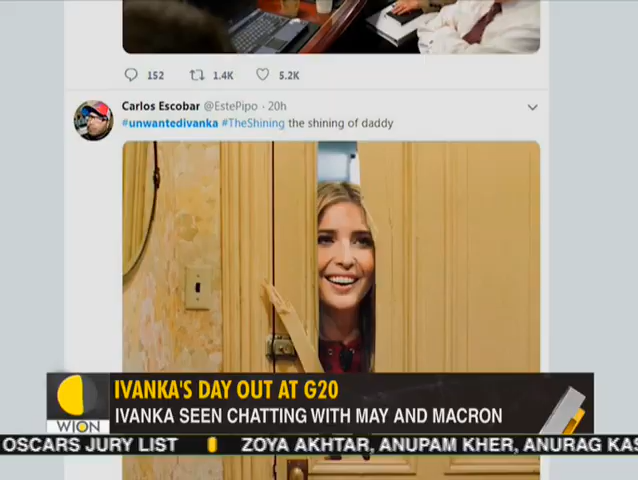 152 1.4K 5.2K
Carlos Escobar @EstePipo · 20h
#unwantedivanka #TheShining the shining of daddy
IVANKA'S DAY OUT AT G20
IVANKA SEEN CHATTING WITH MAY AND MACRON
WION
OSCARS JURY LIST ZOYA AKHTAR, ANUPAM KHER, ANURAG KAS